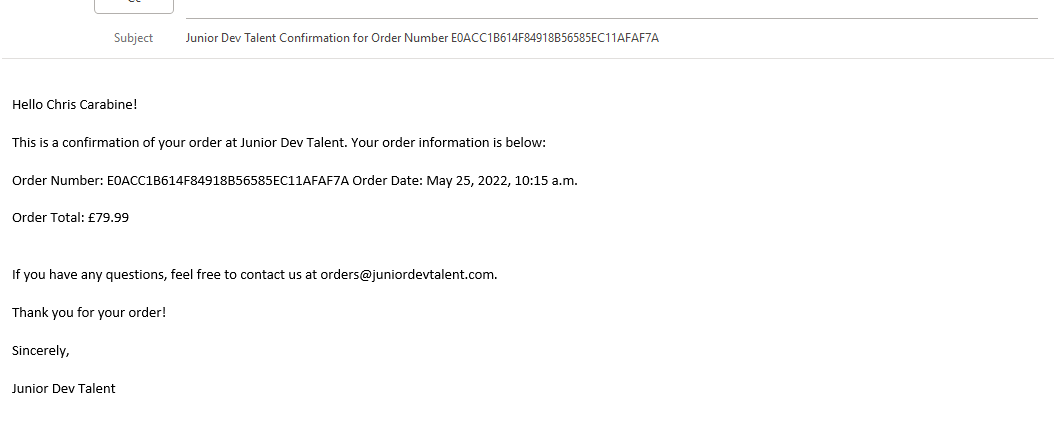 Subject Junior Dev Talent Confirmation for Order Number E0ACC1B614F84918B56585EC11AFAF7A
Hello Chris Carabine!
This is a confirmation of your order at Junior Dev Talent. Your order information is below:
Order Number: E0ACC1B614F84918B56585EC11AFAF7A Order Date: May 25, 2022, 10:15 a.m.
Order Total: £79.99
If you have any questions, feel free to contact us at orders@juniordevtalent.com.
Thank you for your order!
Sincerely,
Junior Dev Talent